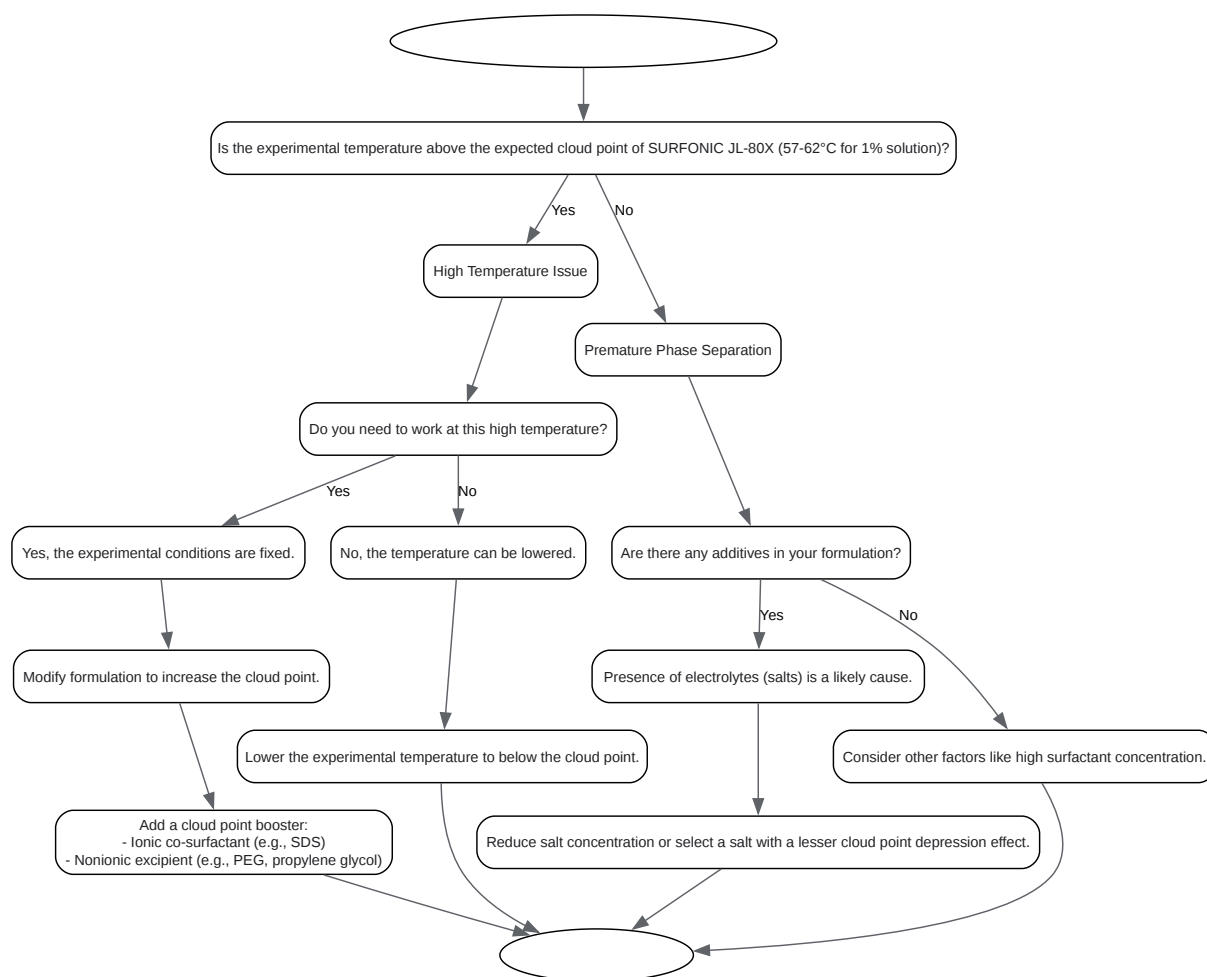 Is the experimental temperature above the expected cloud point of SURFONIC JL-80X (57-62°C for 1% solution)?
Yes
No
High Temperature Issue
Premature Phase Separation
Do you need to work at this high temperature?
Yes
No
Yes, the experimental conditions are fixed.
No, the temperature can be lowered.
Are there any additives in your formulation?
Yes
No
Modify formulation to increase the cloud point.
Presence of electrolytes (salts) is a likely cause.
Lower the experimental temperature to below the cloud point.
Consider other factors like high surfactant concentration.
Add a cloud point booster:
- Ionic co-surfactant (e.g., SDS)
- Nonionic excipient (e.g., PEG, propylene glycol)
Reduce salt concentration or select a salt with a lesser cloud point depression effect.